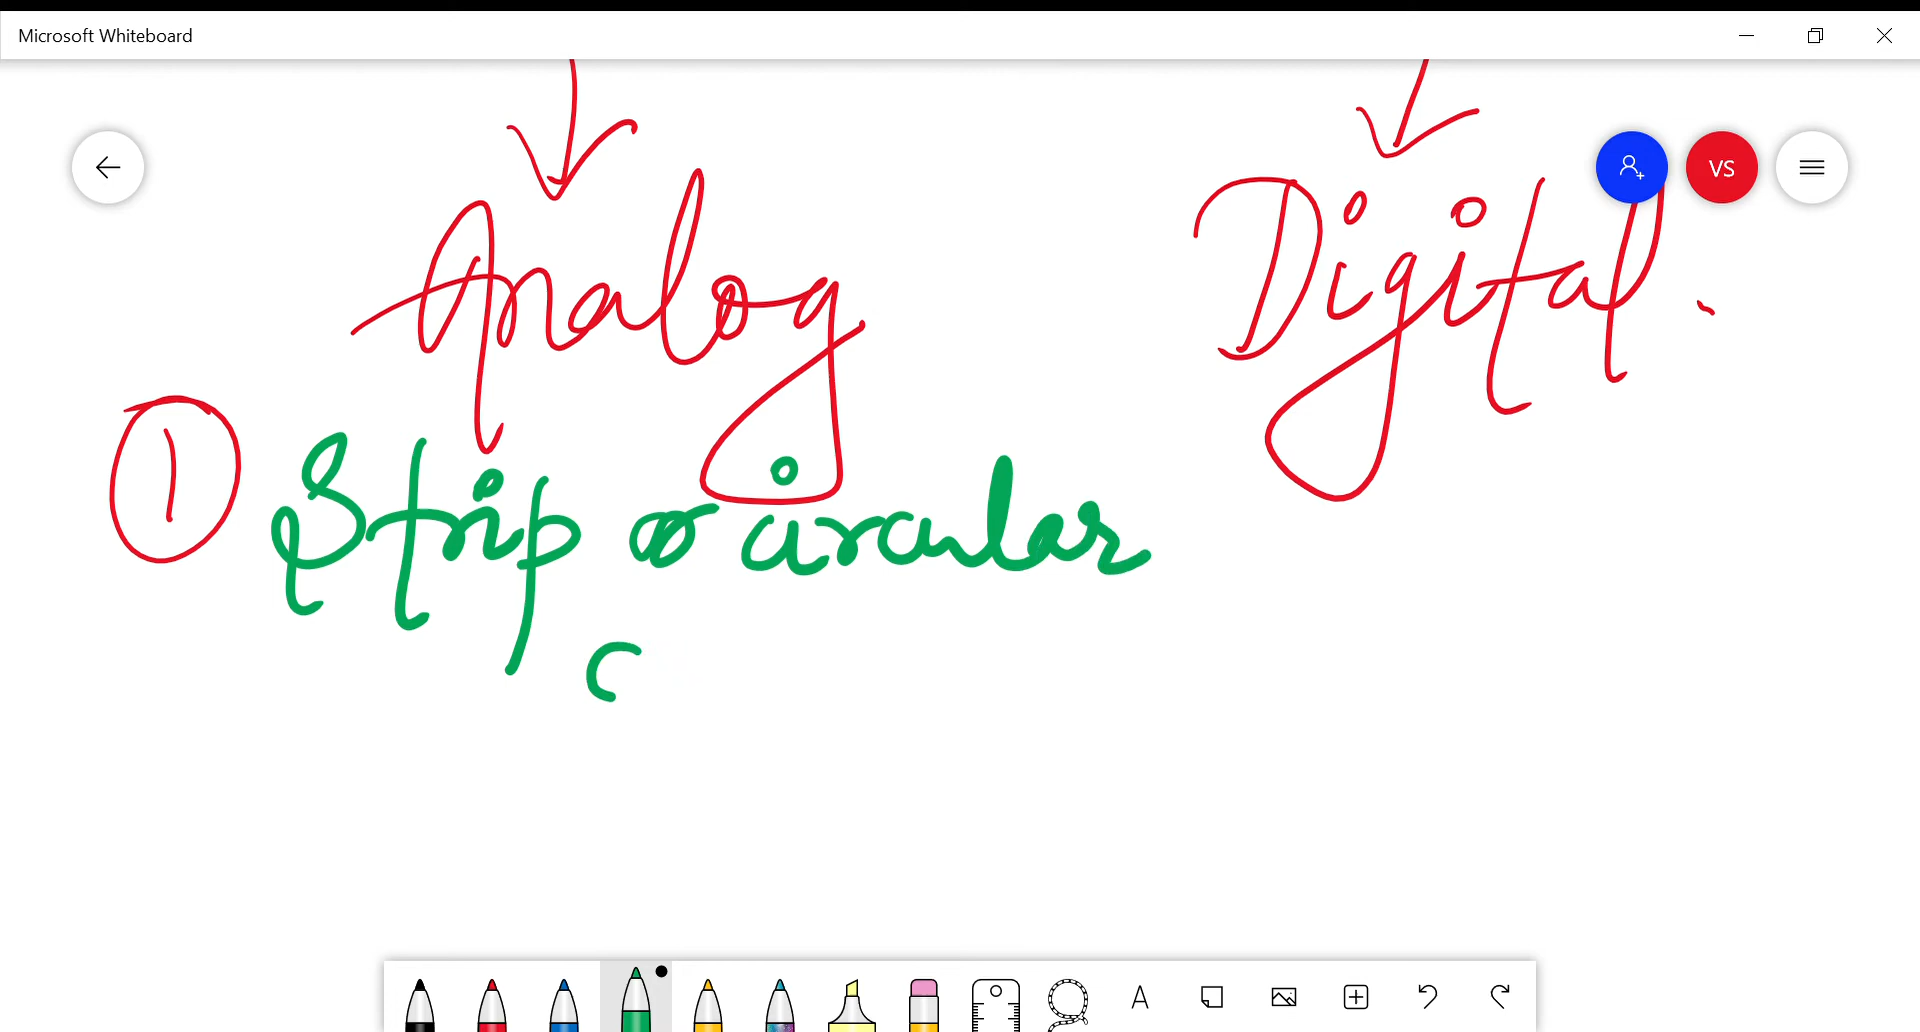 Microsoft Whiteboard
VS
Analog
Digital.
1 Strip or circular
C
A